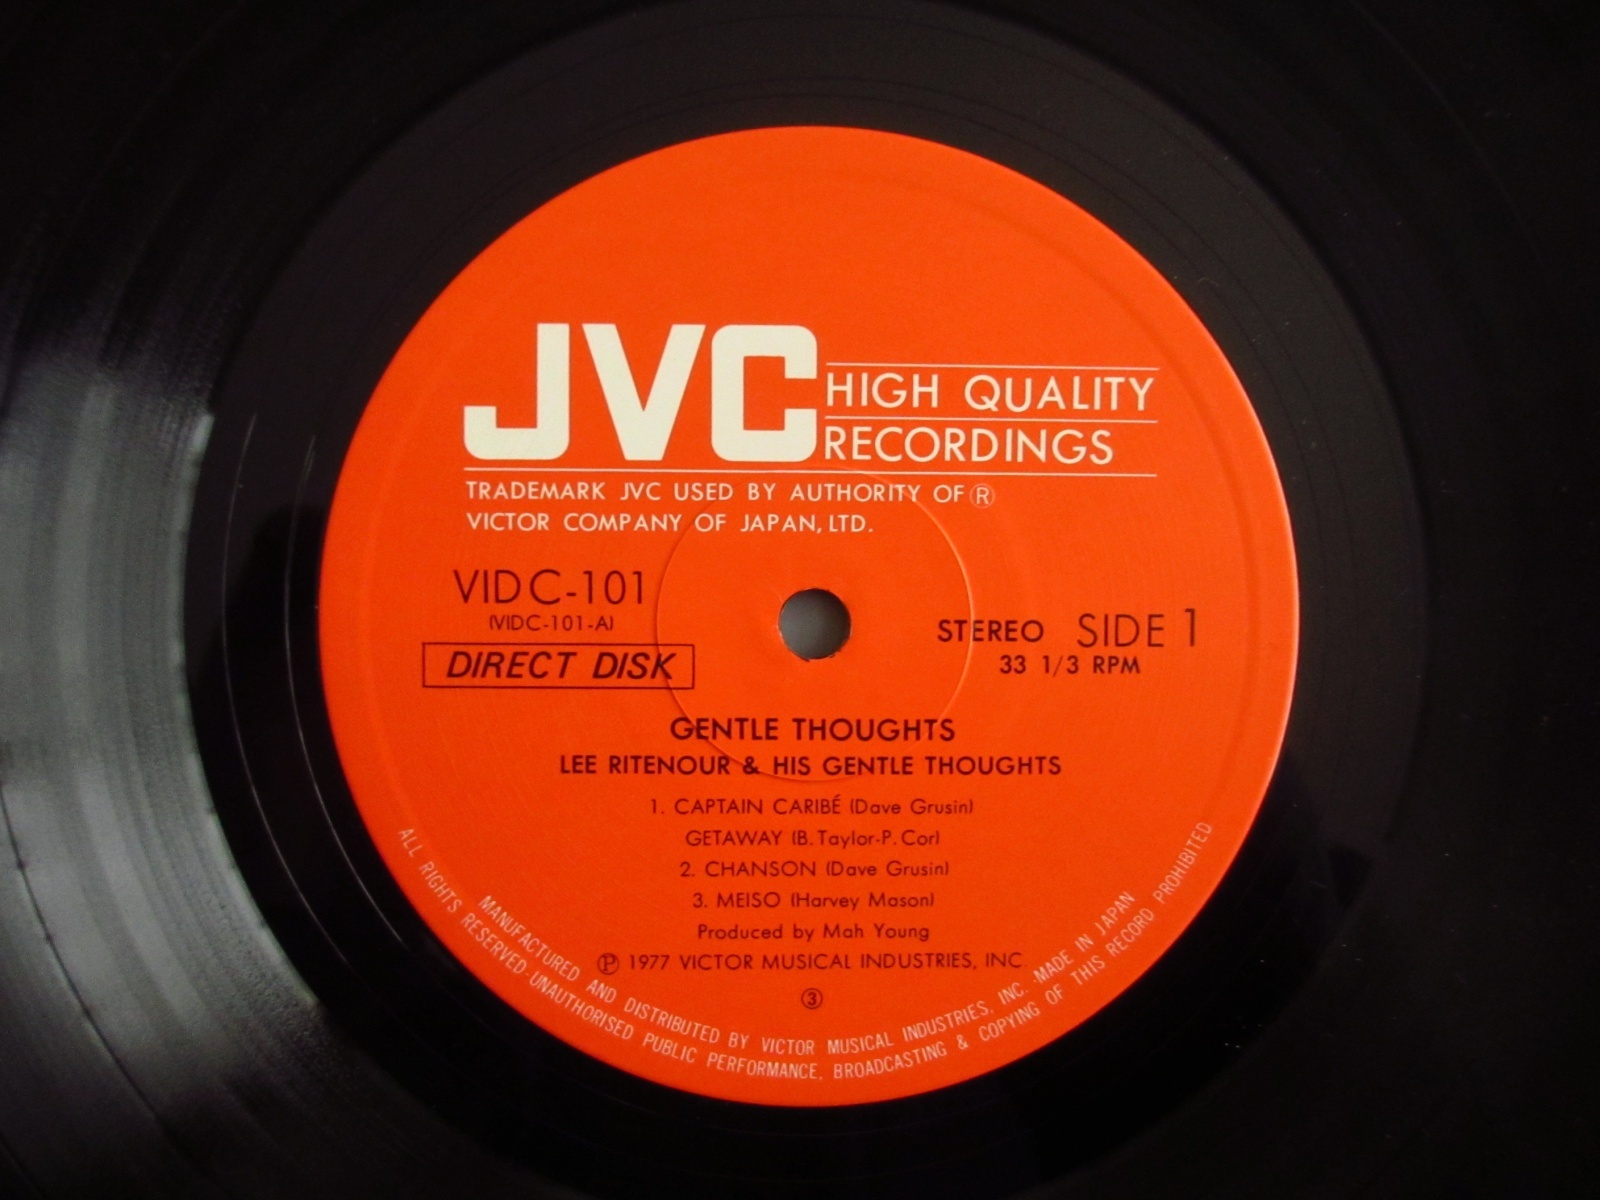 JVC HIGH QUALITY
RECORDINGS
TRADEMARK JVC USED BY AUTHORITY OF Ⓡ
VICTOR COMPANY OF JAPAN, LTD.
VIDC-101
(VIDC-101-A)
DIRECT DISK
STEREO SIDE 1
33 1/3 RPM
GENTLE THOUGHTS
LEE RITENOUR & HIS GENTLE THOUGHTS
1. CAPTAIN CARIBÉ (Dave Grusin)
GETAWAY (B. Taylor-P. Cor)
2. CHANSON (Dave Grusin)
3. MEISO (Harvey Mason)
Produced by Mah Young
Ⓟ 1977 VICTOR MUSICAL INDUSTRIES, INC.
③
MANUFACTURED AND DISTRIBUTED BY VICTOR MUSICAL INDUSTRIES, INC. MADE IN JAPAN
ALL RIGHTS RESERVED-UNAUTHORISED PUBLIC PERFORMANCE, BROADCASTING & COPYING OF THIS RECORD PROHIBITED